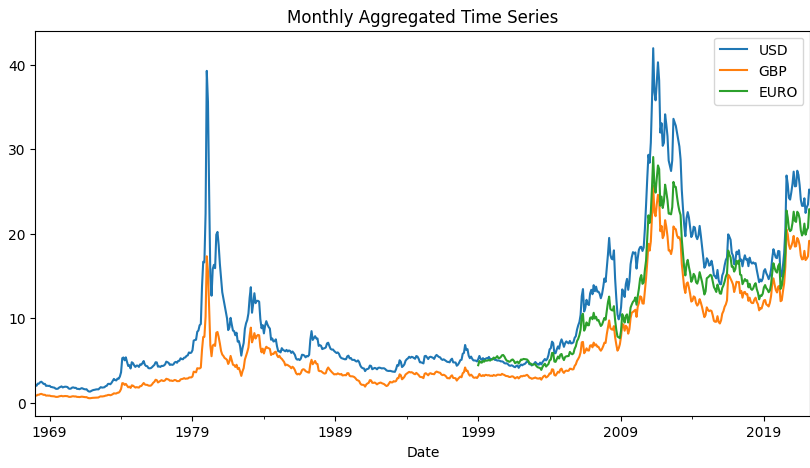 Monthly Aggregated Time Series
USD
GBP
EURO
40
30
20
10
0
1969 1979 1989 1999 2009 2019
Date